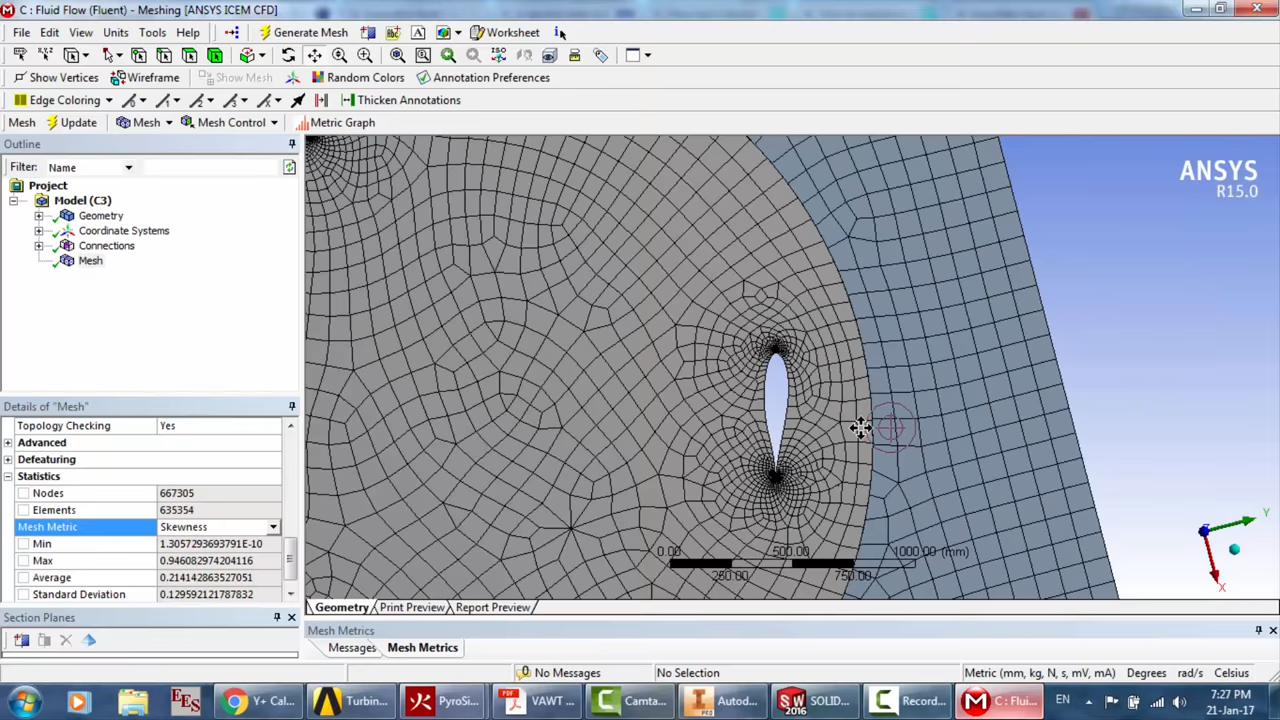 C : Fluid Flow (Fluent) - Meshing [ANSYS ICEM CFD]
File Edit View Units Tools Help Generate Mesh A Worksheet i
Show Vertices Wireframe Show Mesh Random Colors Annotation Preferences
Edge Coloring Thicken Annotations
Mesh Update Mesh Mesh Control Metric Graph
Outline
Filter: Name
Project
Model (C3)
Geometry
Coordinate Systems
Connections
Mesh
ANSYS
R15.0
Details of "Mesh"
Topology Checking Yes
Advanced
Defeaturing
Statistics
Nodes 667305
Elements 635354
Mesh Metric Skewness
Min 1.3057293693791E-10
Max 0.946082974204116
Average 0.214142863527051
Standard Deviation 0.129592121787832
0.00 500.00 1000.00 (mm)
250.00 750.00
Y
X
Section Planes
Geometry Print Preview Report Preview
Mesh Metrics
Messages Mesh Metrics
No Messages No Selection Metric (mm, kg, N, s, mV, mA) Degrees rad/s Celsius
EES Y+ Cal... Turbin... PyroSi... VAWT ... Camta... Autod... SOLID... Record... C : Flui... EN 7:27 PM
21-Jan-17